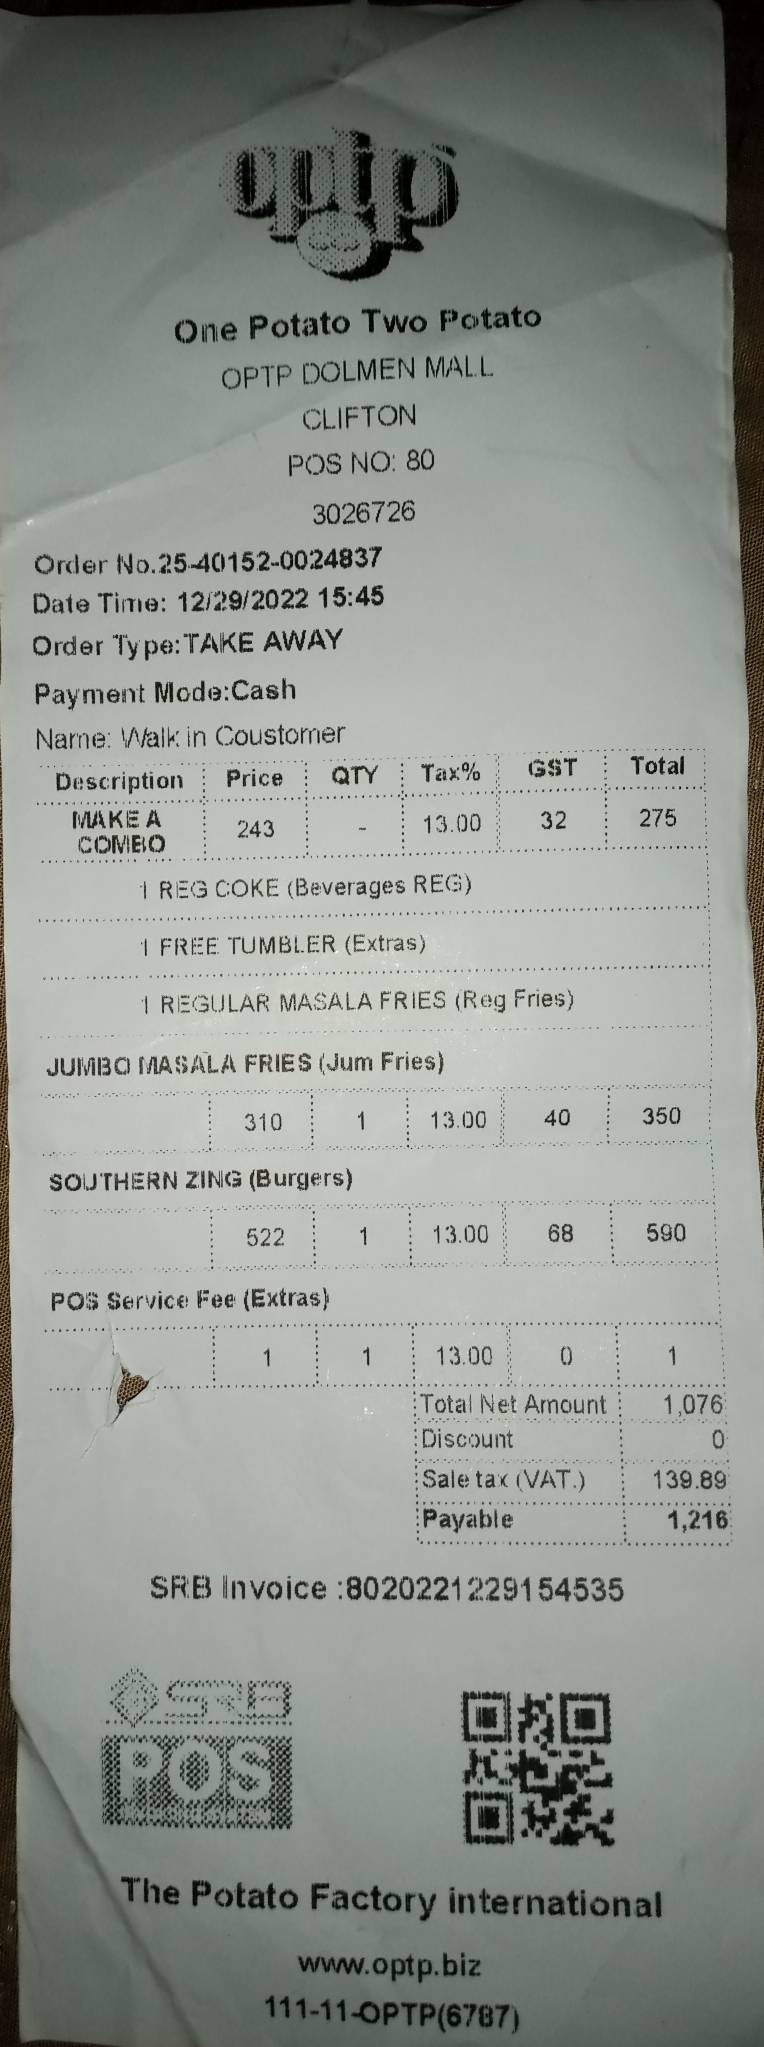 optp
One Potato Two Potato
OPTP DOLMEN MALL
CLIFTON
POS NO: 80
3026726
Order No.25-40152-0024837
Date Time: 12/29/2022 15:45
Order Type:TAKE AWAY
Payment Mode:Cash
Name: Walk in Coustomer
Description Price QTY Tax% GST Total
MAKE A COMBO 243 - 13.00 32 275
1 REG COKE (Beverages REG)
1 FREE TUMBLER (Extras)
1 REGULAR MASALA FRIES (Reg Fries)
JUMBO MASALA FRIES (Jum Fries)
310 1 13.00 40 350
SOUTHERN ZING (Burgers)
522 1 13.00 68 590
POS Service Fee (Extras)
1 1 13.00 0 1
Total Net Amount 1,076
Discount 0
Sale tax (VAT.) 139.89
Payable 1,216
SRB Invoice :8020221229154535
SRB
POS
The Potato Factory international
www.optp.biz
111-11-OPTP(6787)